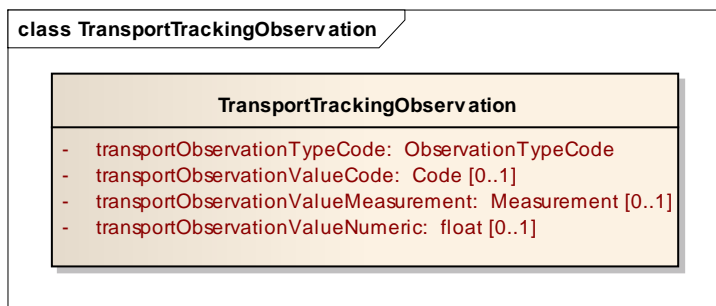 class TransportTrackingObservation
TransportTrackingObservation
- transportObservationTypeCode: ObservationTypeCode
- transportObservationValueCode: Code [0..1]
- transportObservationValueMeasurement: Measurement [0..1]
- transportObservationValueNumeric: float [0..1]